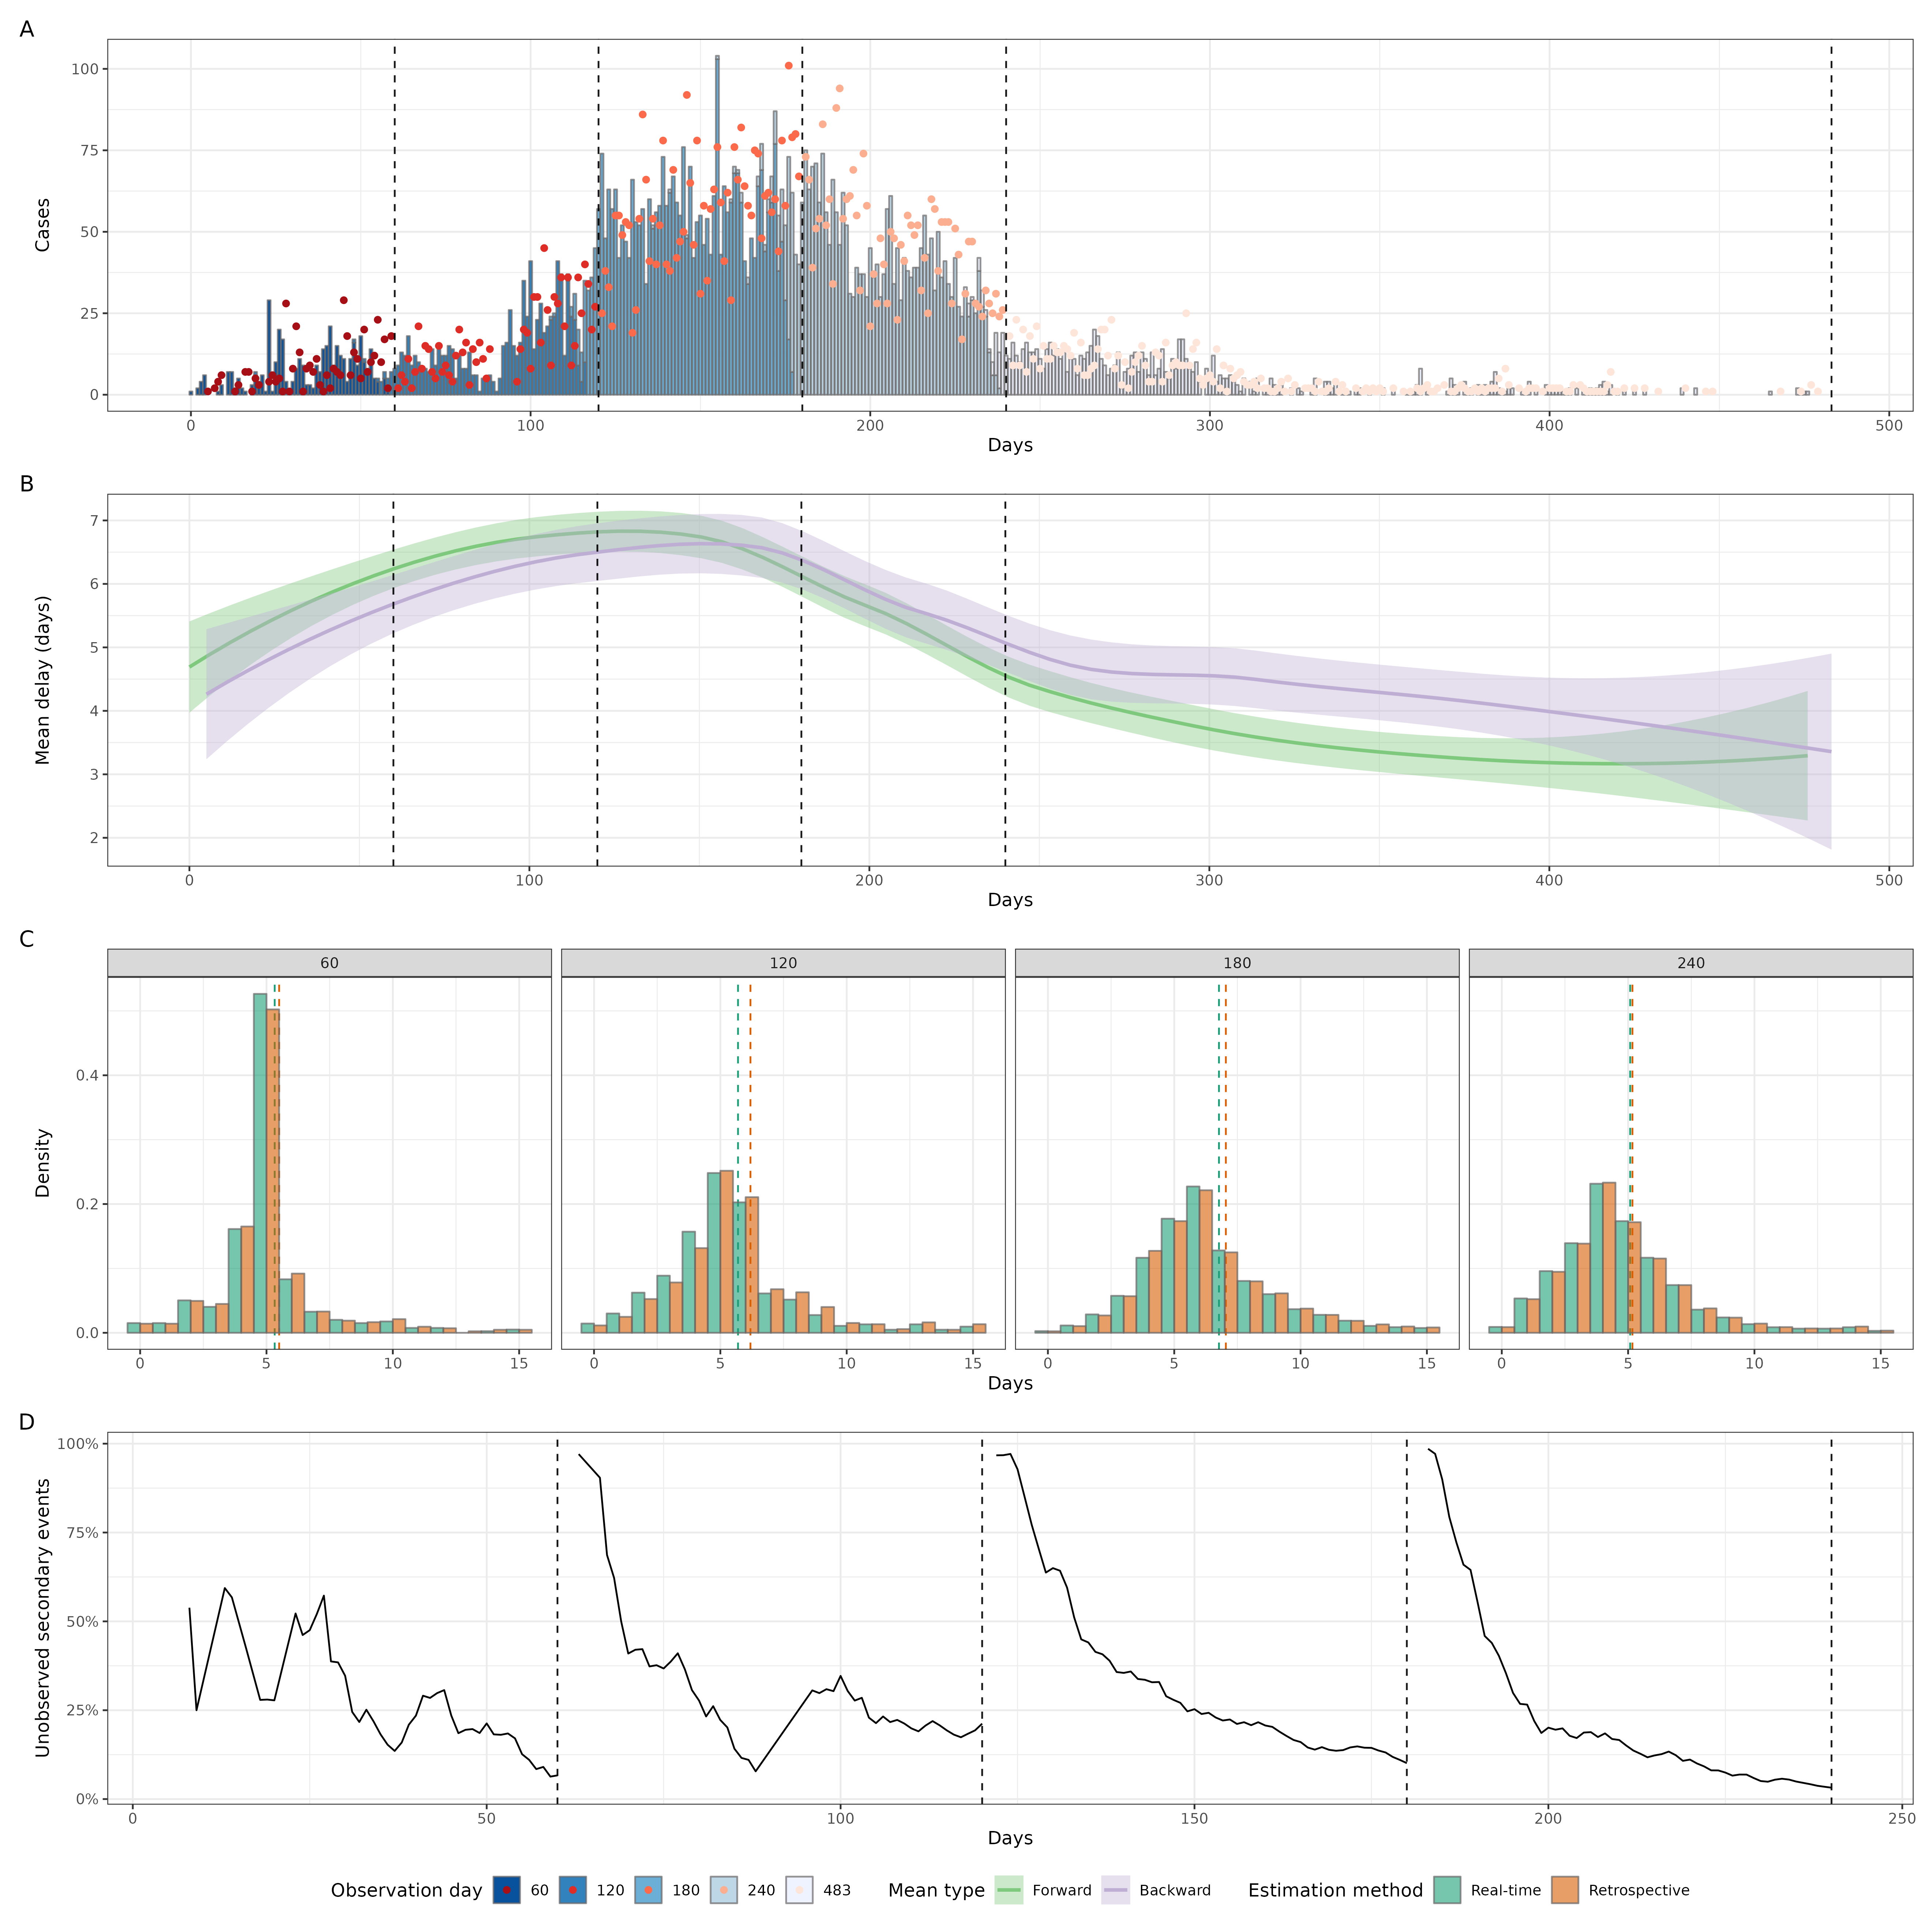 A
100
75
50
25
0
Cases
0 100 200 300 400 500
Days
B
7
6
5
4
3
2
Mean delay (days)
0 100 200 300 400 500
Days
C
60 120 180 240
0.4
0.2
0.0
Density
0 5 10 15 0 5 10 15 0 5 10 15 0 5 10 15
Days
D
100%
75%
50%
25%
0%
Unobserved secondary events
0 50 100 150 200 250
Days
Observation day 60 120 180 240 483 Mean type Forward Backward Estimation method Real-time Retrospective